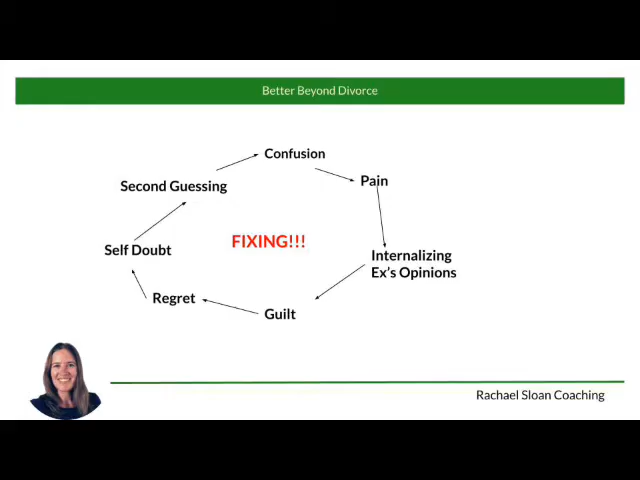 Better Beyond Divorce
Confusion
Pain
Second Guessing
FIXING!!!
Self Doubt
Internalizing
Ex's Opinions
Regret
Guilt
Rachael Sloan Coaching